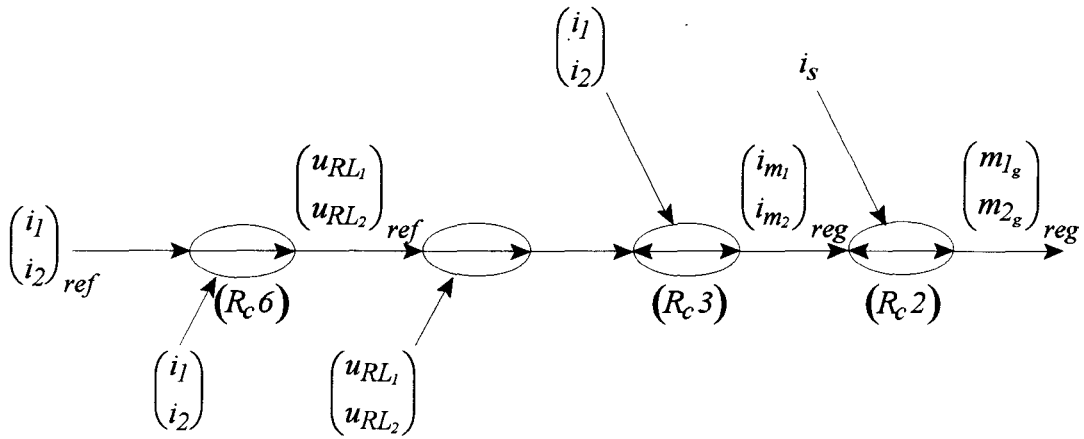 (i1 i2)
is
(uRL1 uRL2)ref
(im1 im2)reg
(m1g m2g)reg
(i1 i2)ref
(Rc6)
(Rc3)
(Rc2)
(i1 i2)
(uRL1 uRL2)